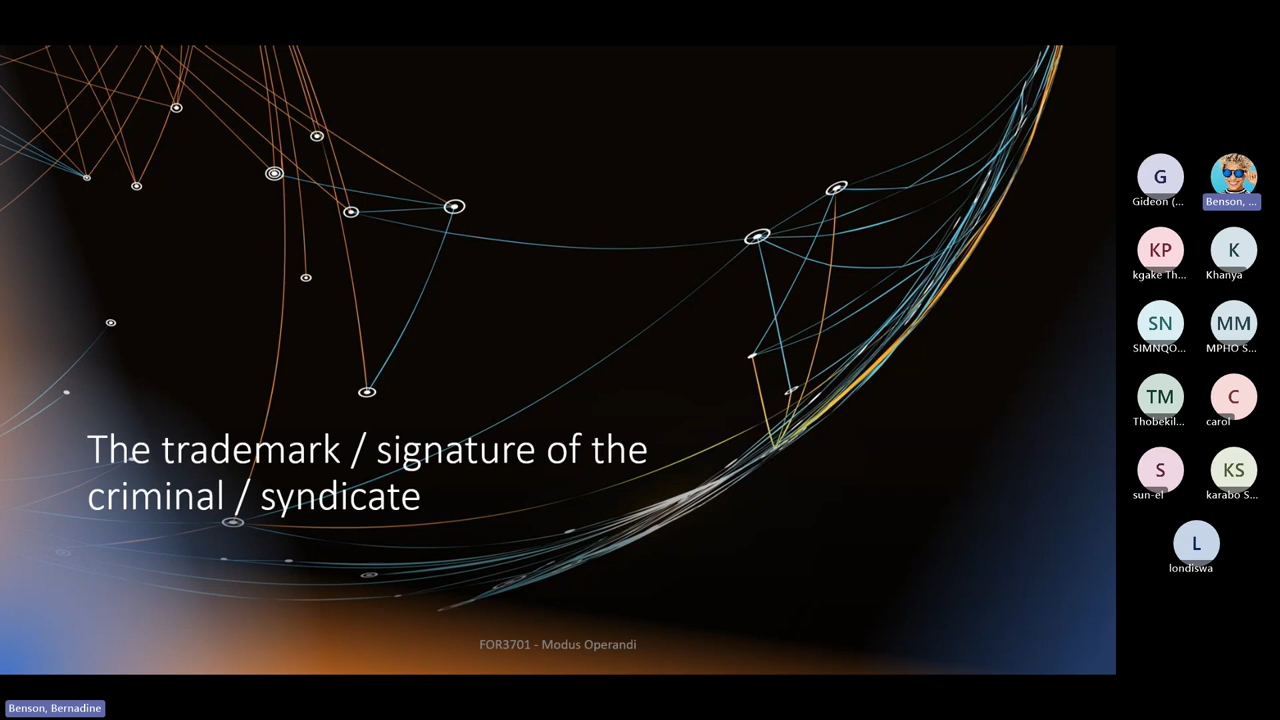 The trademark / signature of the
criminal / syndicate
FOR3701 - Modus Operandi
G
Gideon (...
Benson, ...
KP
kgake Th...
K
Khanya
SN
SIMNQO...
MM
MPHO S...
TM
Thobekil...
C
carol
S
sun-el
KS
karabo S...
L
londiswa
Benson, Bernadine